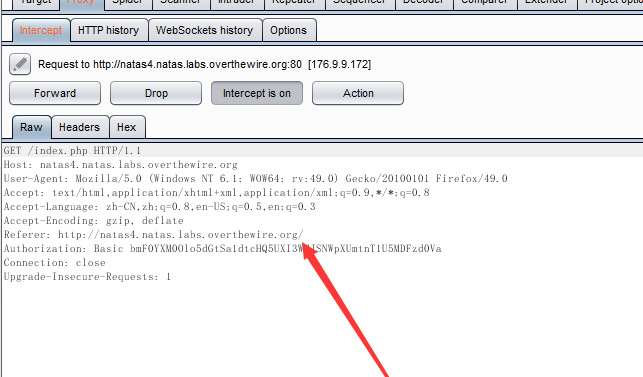 Target Proxy Spider Scanner Intruder Repeater Sequencer Decoder Comparer Extender Project option
Intercept HTTP history WebSockets history Options
Request to http://natas4.natas.labs.overthewire.org:80 [176.9.9.172]
Forward Drop Intercept is on Action
Raw Headers Hex
GET /index.php HTTP/1.1
Host: natas4.natas.labs.overthewire.org
User-Agent: Mozilla/5.0 (Windows NT 6.1; WOW64; rv:49.0) Gecko/20100101 Firefox/49.0
Accept: text/html,application/xhtml+xml,application/xml;q=0.9,*/*;q=0.8
Accept-Language: zh-CN,zh;q=0.8,en-US;q=0.5,en;q=0.3
Accept-Encoding: gzip, deflate
Referer: http://natas4.natas.labs.overthewire.org/
Authorization: Basic
Connection: close
Upgrade-Insecure-Requests: 1